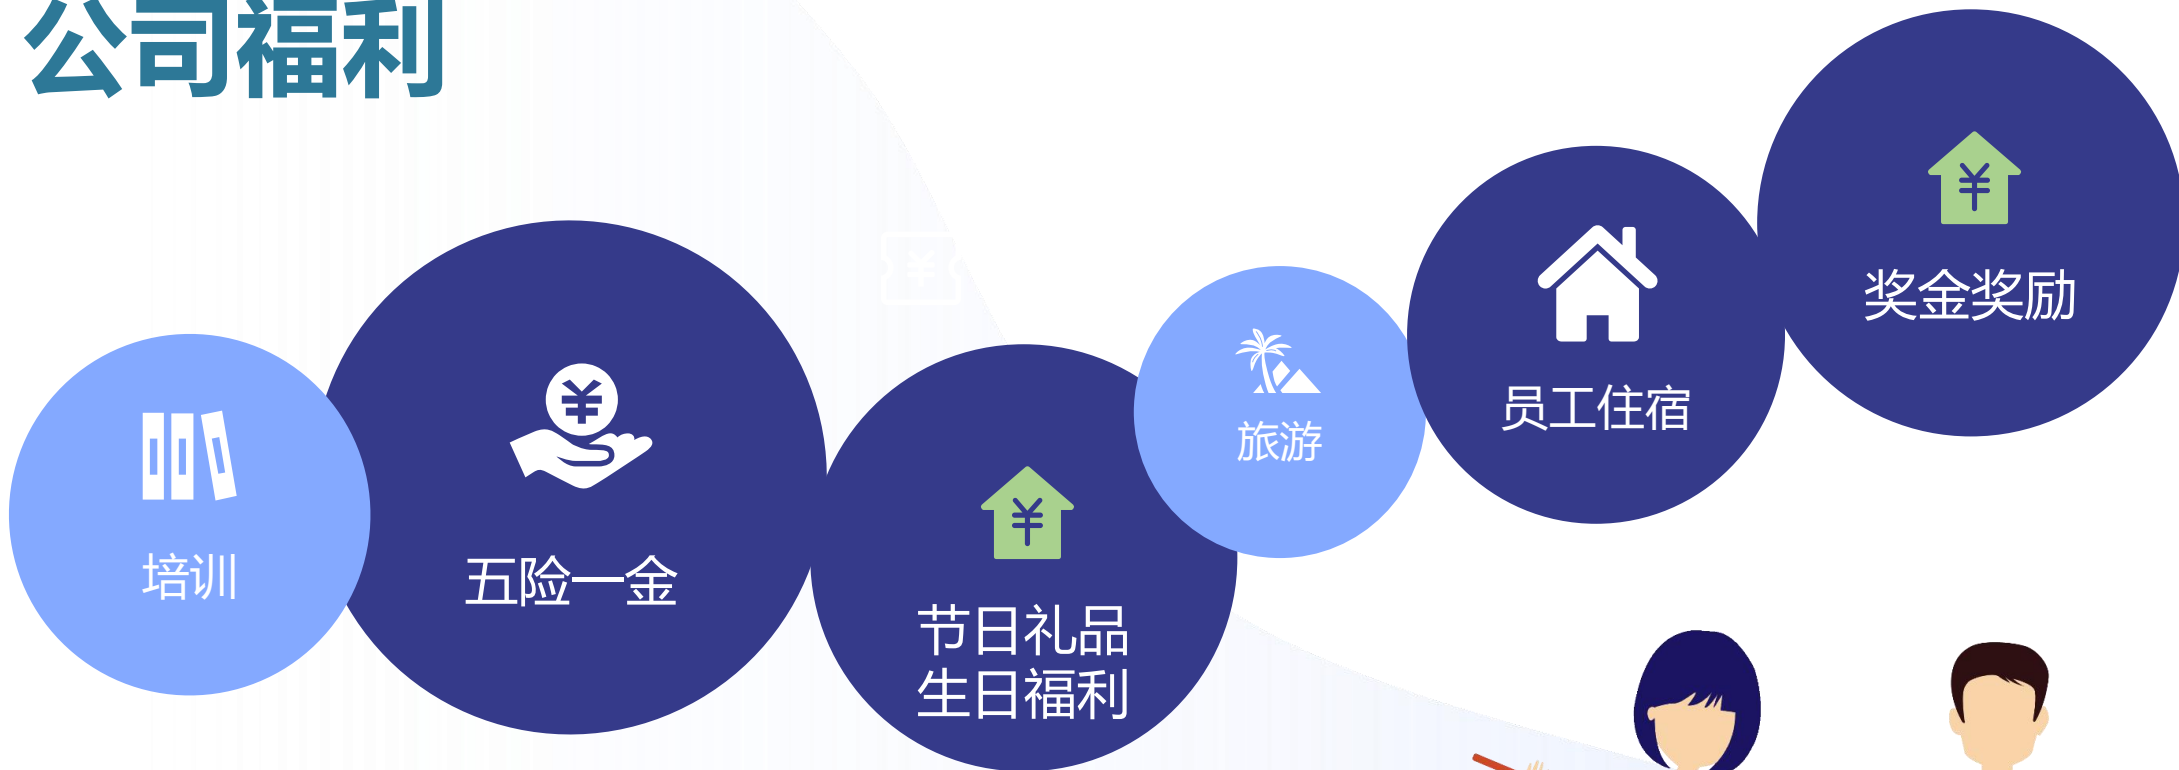 公司福利
培训
五险一金
节日礼品
生日福利
旅游
员工住宿
奖金奖励